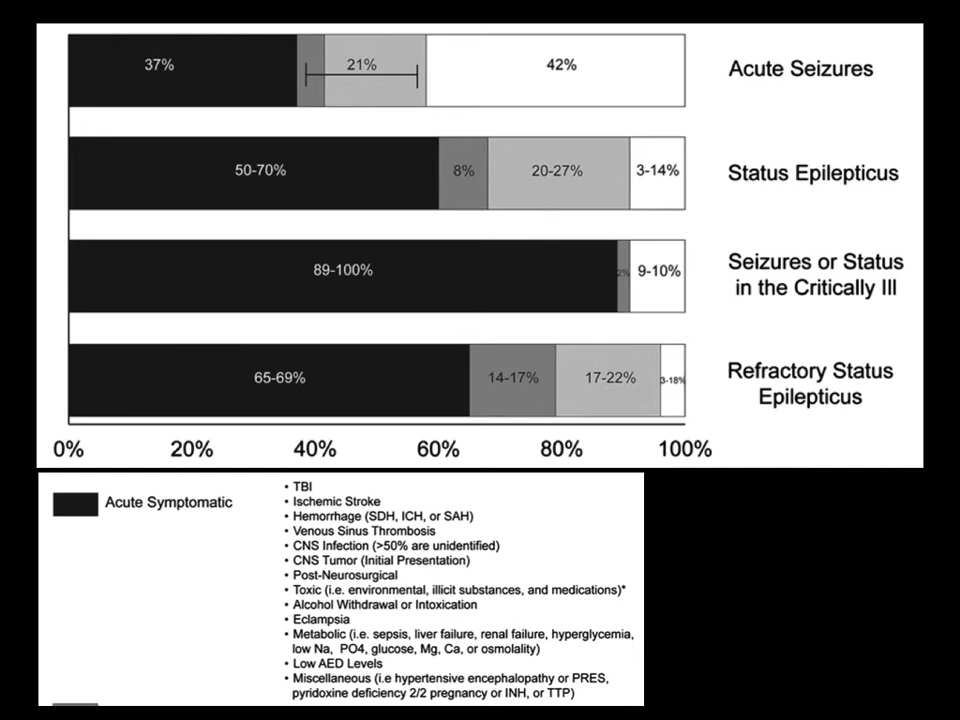 37%
21%
42%
Acute Seizures
50-70%
8%
20-27%
3-14%
Status Epilepticus
89-100%
2%
9-10%
Seizures or Status
in the Critically Ill
65-69%
14-17%
17-22%
3-18%
Refractory Status
Epilepticus
0%
20%
40%
60%
80%
100%
Acute Symptomatic
• TBI
• Ischemic Stroke
• Hemorrhage (SDH, ICH, or SAH)
• Venous Sinus Thrombosis
• CNS Infection (>50% are unidentified)
• CNS Tumor (Initial Presentation)
• Post-Neurosurgical
• Toxic (i.e. environmental, illicit substances, and medications)*
• Alcohol Withdrawal or Intoxication
• Eclampsia
• Metabolic (i.e. sepsis, liver failure, renal failure, hyperglycemia,
low Na, PO4, glucose, Mg, Ca, or osmolality)
• Low AED Levels
• Miscellaneous (i.e hypertensive encephalopathy or PRES,
pyridoxine deficiency 2/2 pregnancy or INH, or TTP)